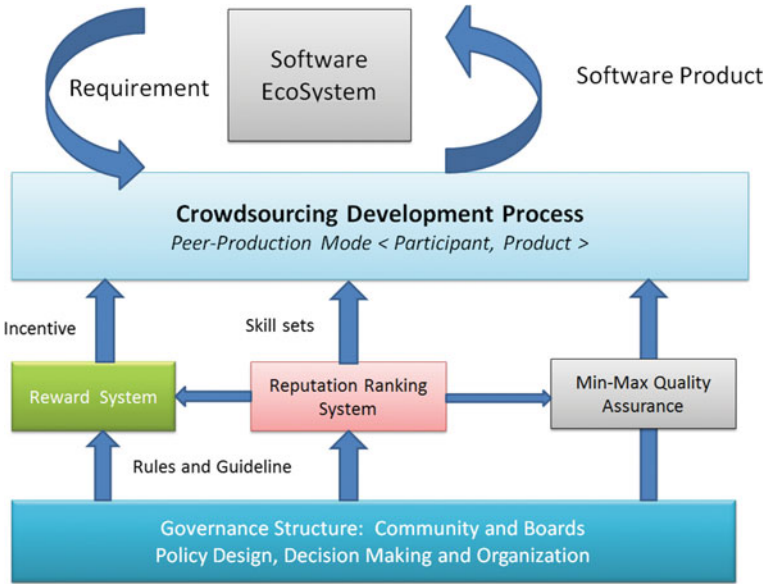 Software
EcoSystem
Requirement
Software Product
Crowdsourcing Development Process
Peer-Production Mode < Participant, Product >
Incentive
Skill sets
Reward System
Reputation Ranking
System
Min-Max Quality
Assurance
Rules and Guideline
Governance Structure: Community and Boards
Policy Design, Decision Making and Organization